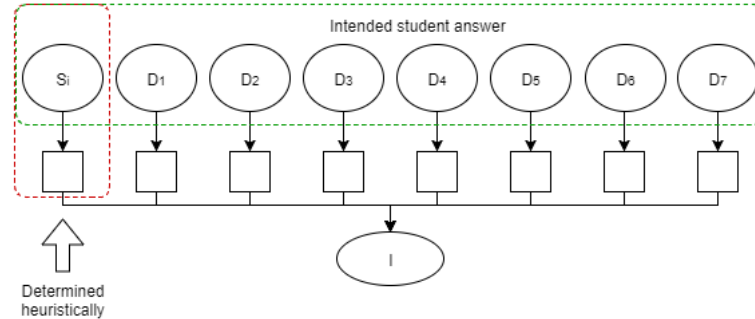 Intended student answer
Si D1 D2 D3 D4 D5 D6 D7
I
Determined
heuristically